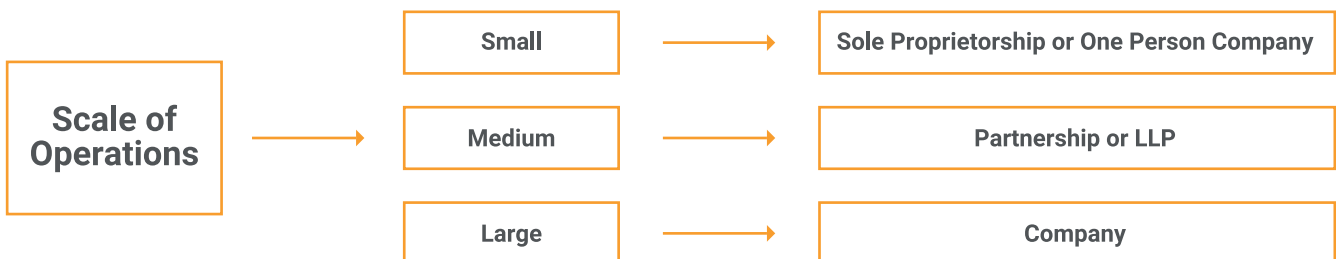 Scale of
Operations
Small
Sole Proprietorship or One Person Company
Medium
Partnership or LLP
Large
Company